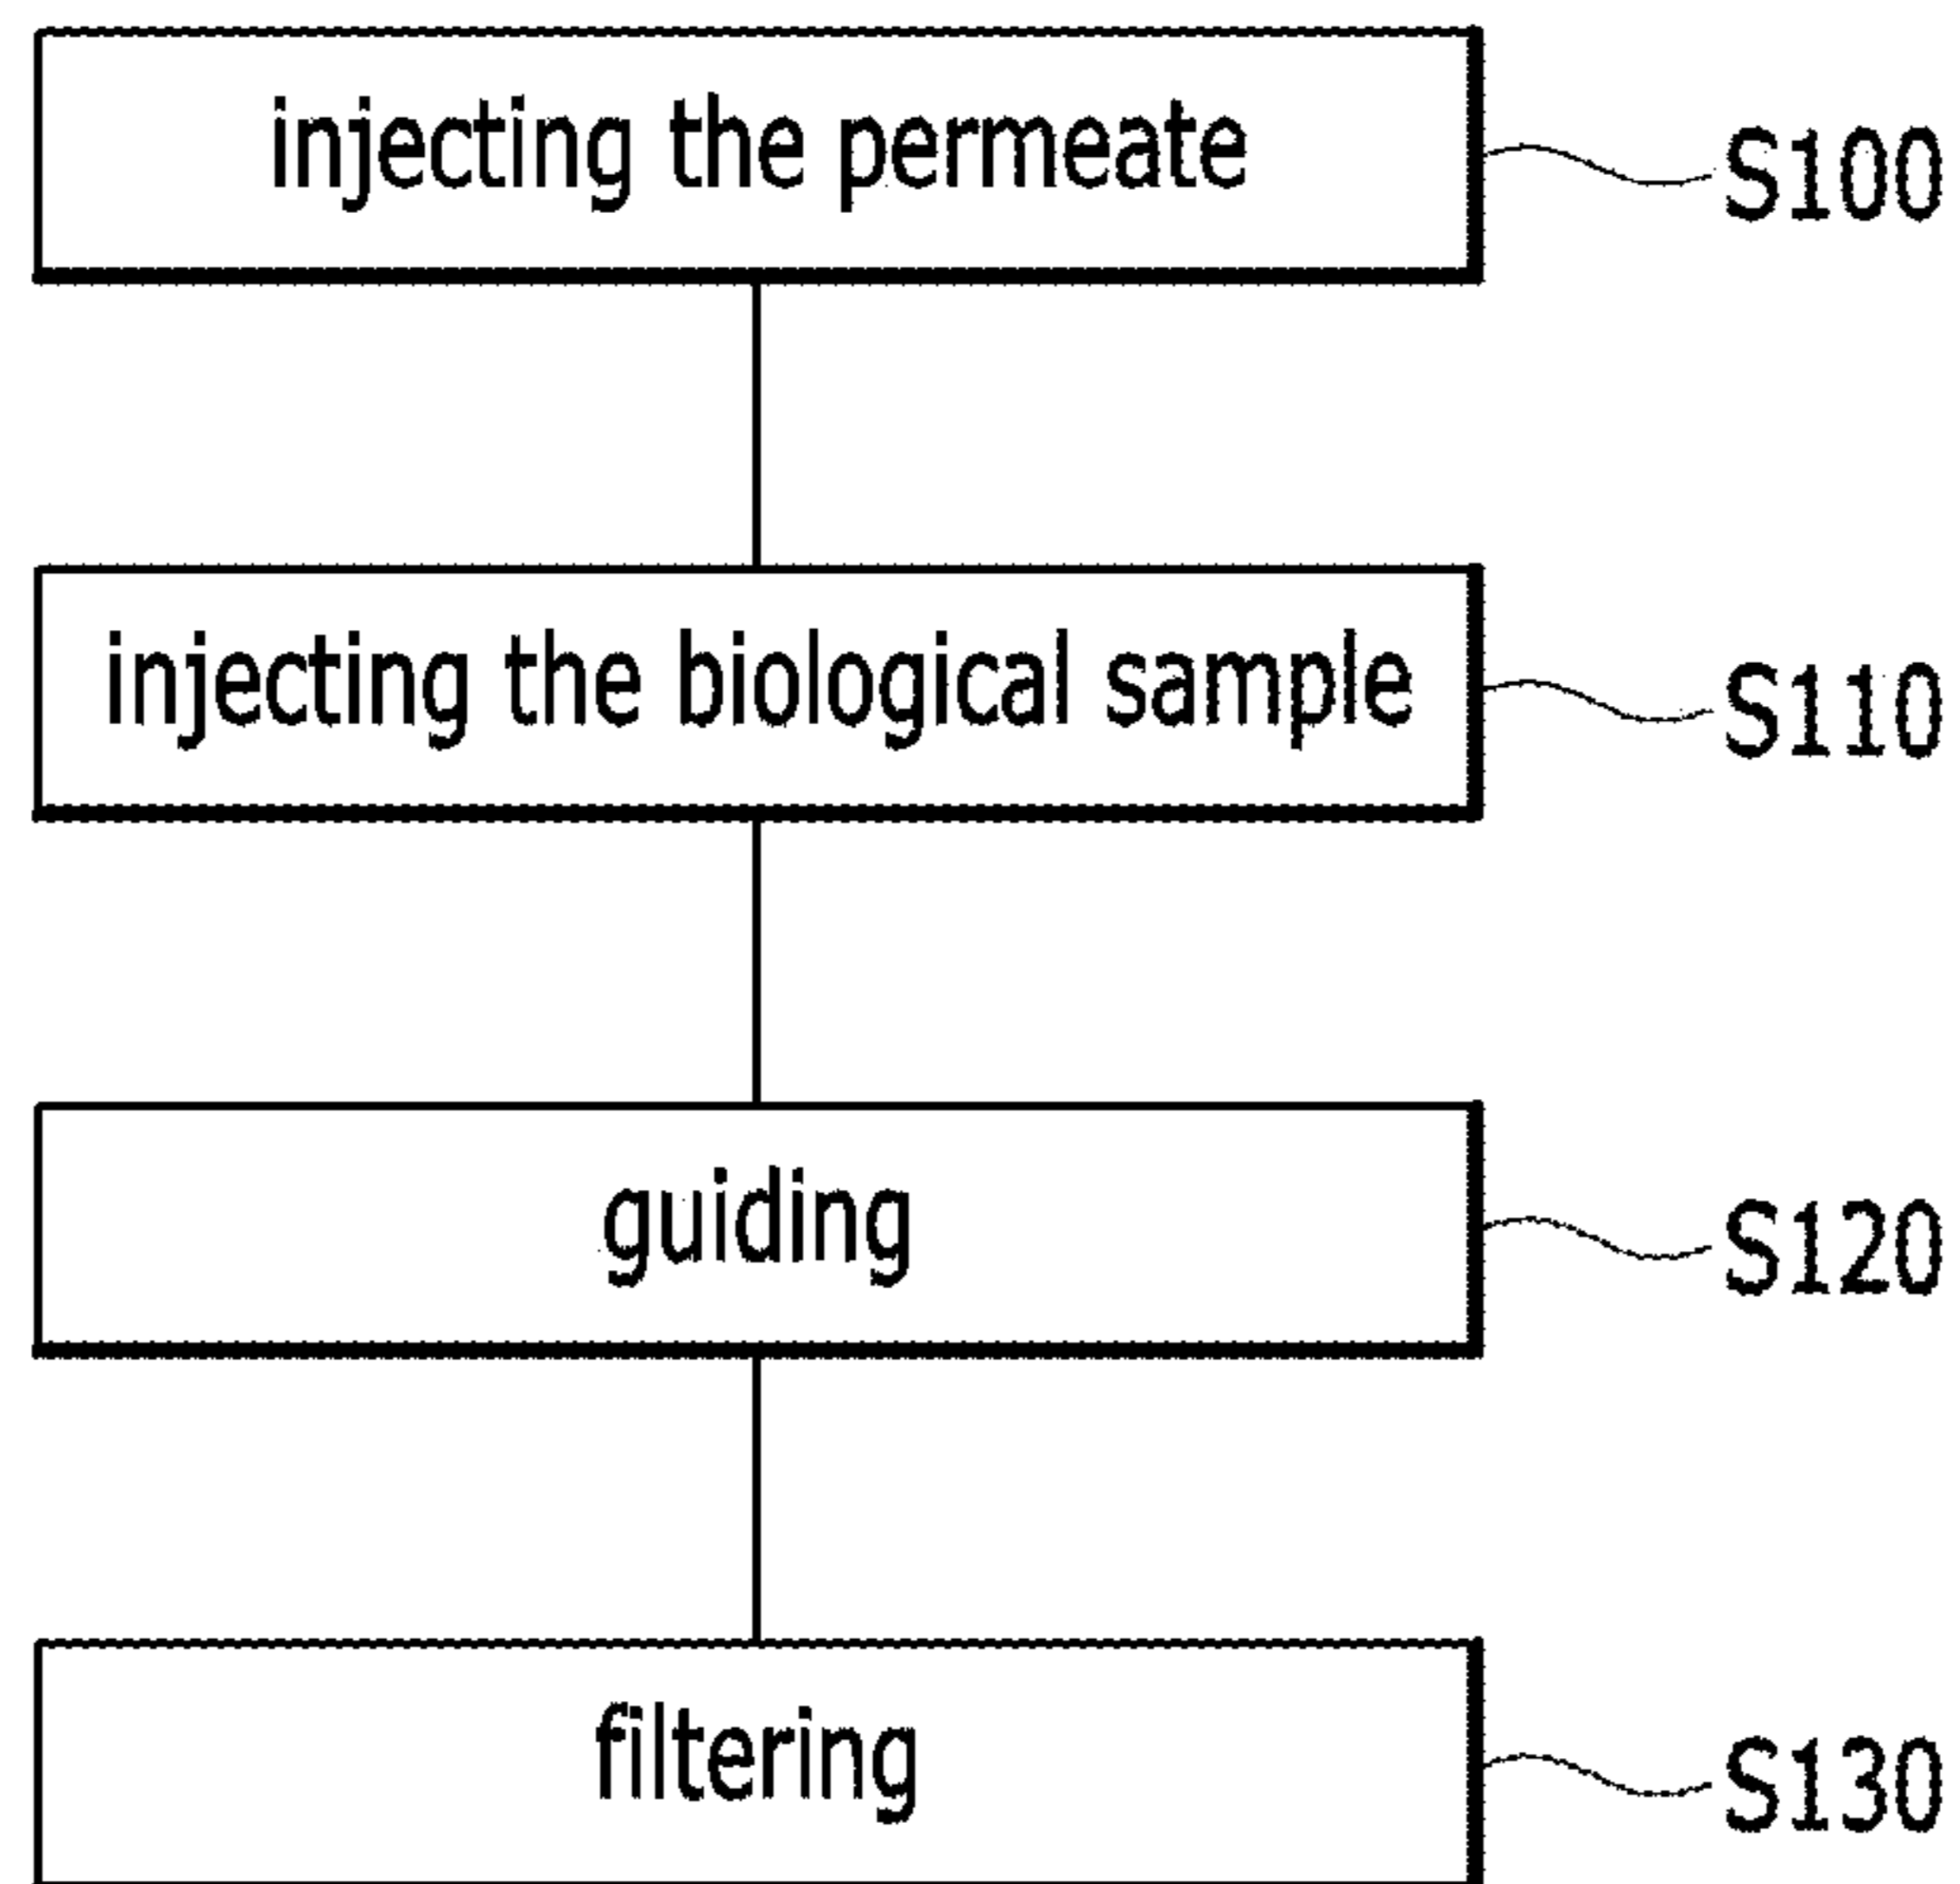 injecting the permeate S100
injecting the biological sample S110
guiding S120
filtering S130